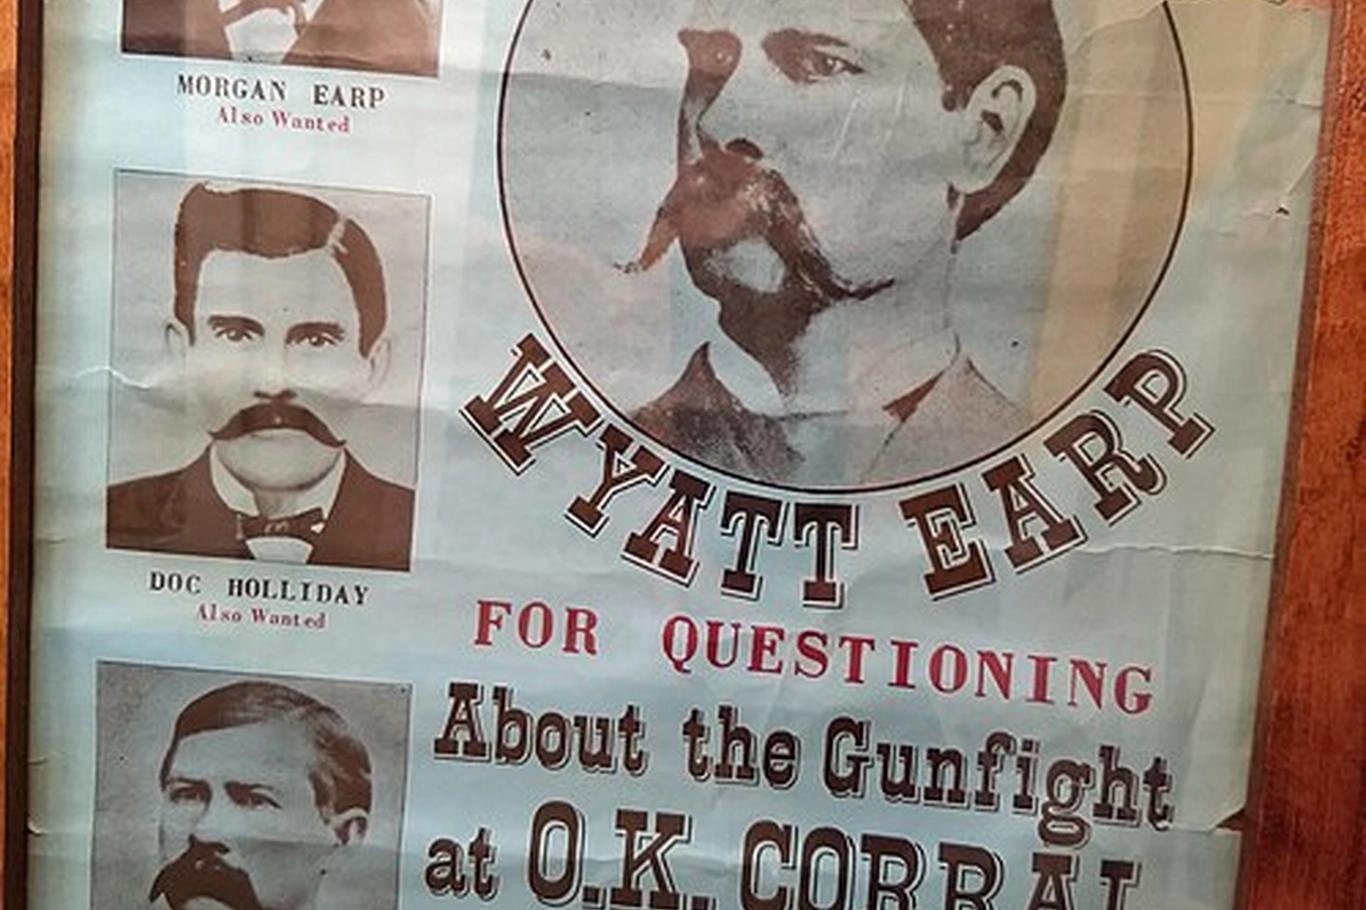 MORGAN EARP
Also Wanted
DOC HOLLIDAY
Also Wanted
WYATT EARP
FOR QUESTIONING
About the Gunfight
at O.K. CORRAL